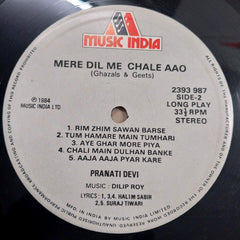 MUSIC INDIA
MERE DIL ME CHALE AAO
(Ghazals & Geets)
2393 987
SIDE-2
LONG PLAY
33⅓ RPM
STEREO
℗ 1984
MUSIC INDIA LTD
1 RIM ZHIM SAWAN BARSE
2 TUM HAMARE MAIN TUMHARI
3 AYE GHAR MORE PIYA
4 CHALI MAIN DULHAN BANKE
5 AAJA AAJA PYAR KARE
PRANATI DEVI
MUSIC : DILIP ROY
LYRICS : 1, 3,4. HALIM SABIR
2,5. SURAJ TIWARI
MADE IN INDIA BY MUSIC INDIA LIMITED